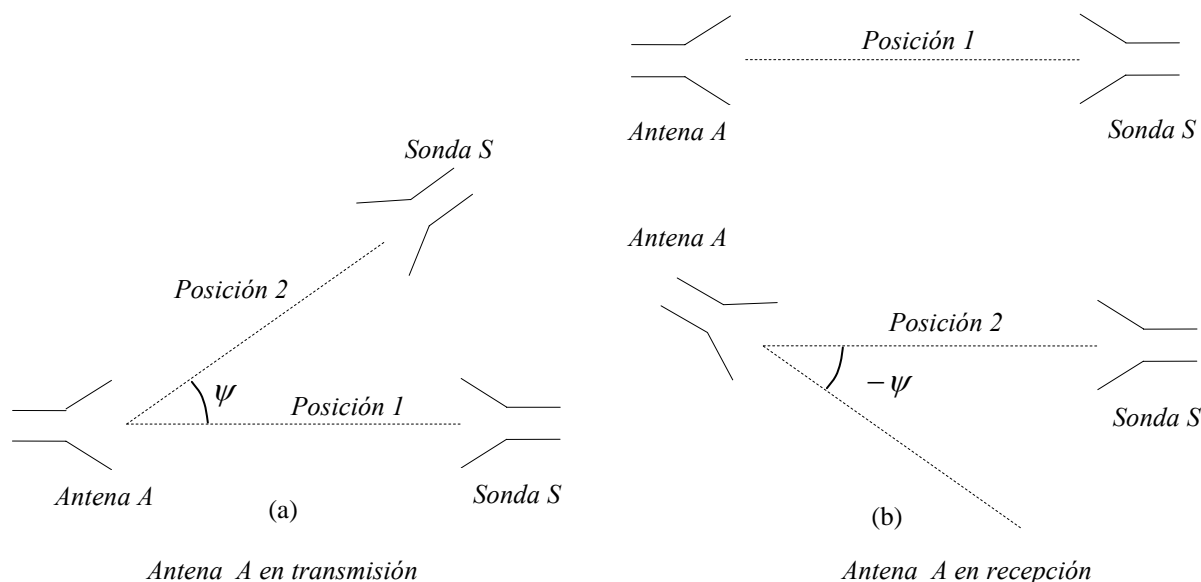 Sonda S
Posición 2
ψ
Posición 1
Antena A
Sonda S
(a)
Antena A en transmisión
Posición 1
Antena A
Sonda S
Antena A
Posición 2
−ψ
Sonda S
(b)
Antena A en recepción